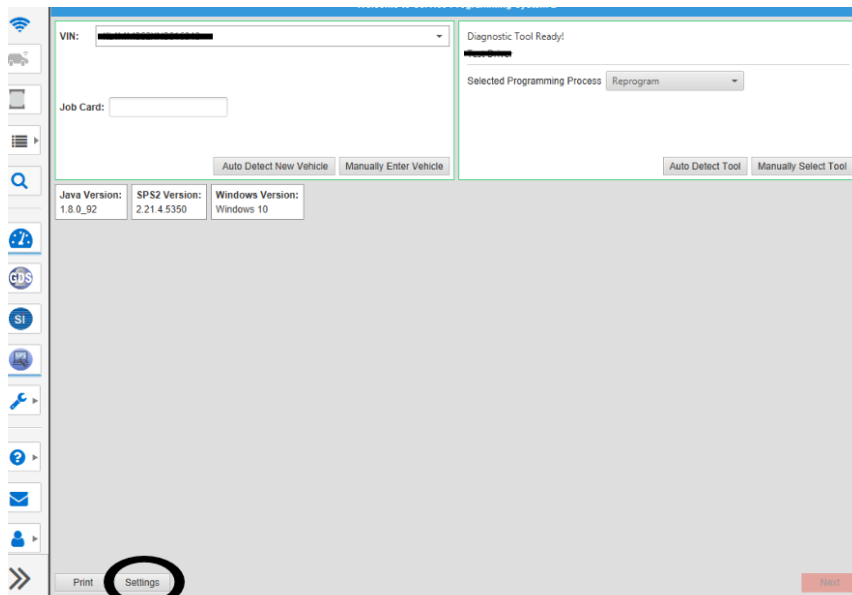 VIN:
Job Card:
Auto Detect New Vehicle Manually Enter Vehicle
Diagnostic Tool Ready!
Selected Programming Process Reprogram
Auto Detect Tool Manually Select Tool
Java Version: SPS2 Version: Windows Version:
1.8.0_92 2.21.4.5350 Windows 10
GDS
SI
Print Settings Next